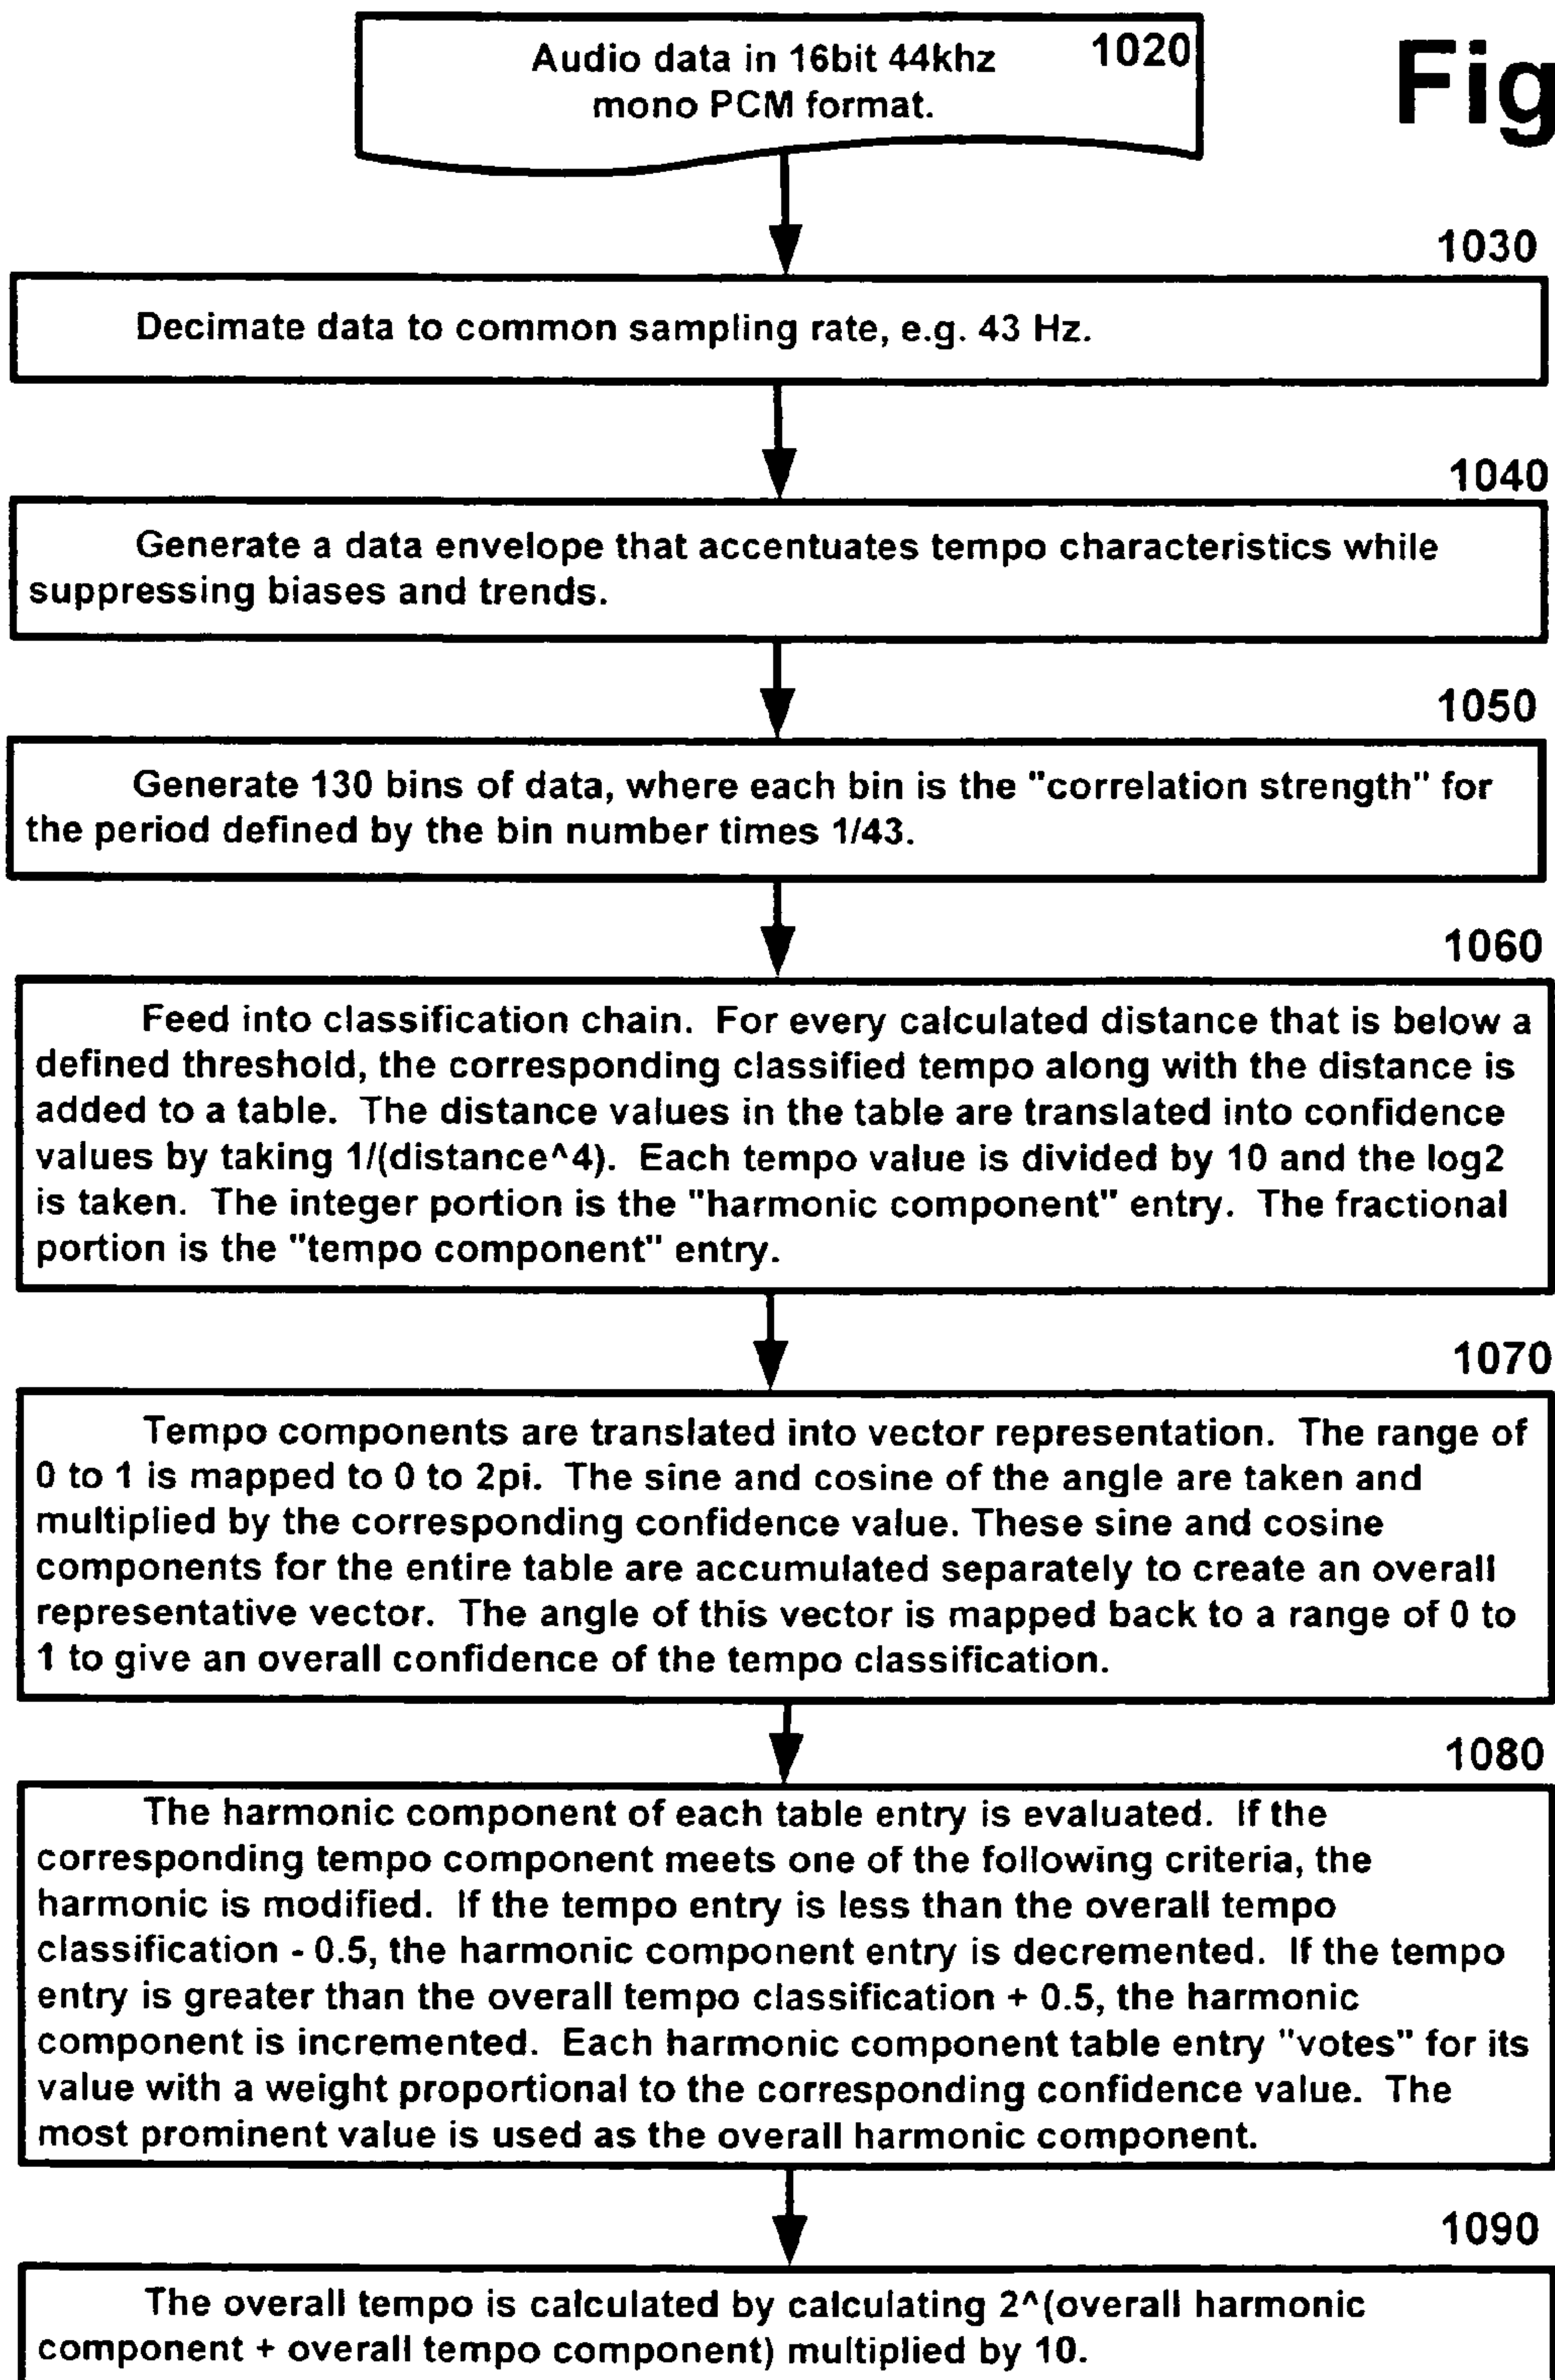 Audio data in 16bit 44khz
mono PCM format.
1020
Fig
1030
Decimate data to common sampling rate, e.g. 43 Hz.
1040
Generate a data envelope that accentuates tempo characteristics while
suppressing biases and trends.
1050
Generate 130 bins of data, where each bin is the "correlation strength" for
the period defined by the bin number times 1/43.
1060
Feed into classification chain. For every calculated distance that is below a
defined threshold, the corresponding classified tempo along with the distance is
added to a table. The distance values in the table are translated into confidence
values by taking 1/(distance^4). Each tempo value is divided by 10 and the log2
is taken. The integer portion is the "harmonic component" entry. The fractional
portion is the "tempo component" entry.
1070
Tempo components are translated into vector representation. The range of
0 to 1 is mapped to 0 to 2pi. The sine and cosine of the angle are taken and
multiplied by the corresponding confidence value. These sine and cosine
components for the entire table are accumulated separately to create an overall
representative vector. The angle of this vector is mapped back to a range of 0 to
1 to give an overall confidence of the tempo classification.
1080
The harmonic component of each table entry is evaluated. If the
corresponding tempo component meets one of the following criteria, the
harmonic is modified. If the tempo entry is less than the overall tempo
classification - 0.5, the harmonic component entry is decremented. If the tempo
entry is greater than the overall tempo classification + 0.5, the harmonic
component is incremented. Each harmonic component table entry "votes" for its
value with a weight proportional to the corresponding confidence value. The
most prominent value is used as the overall harmonic component.
1090
The overall tempo is calculated by calculating 2^(overall harmonic
component + overall tempo component) multiplied by 10.